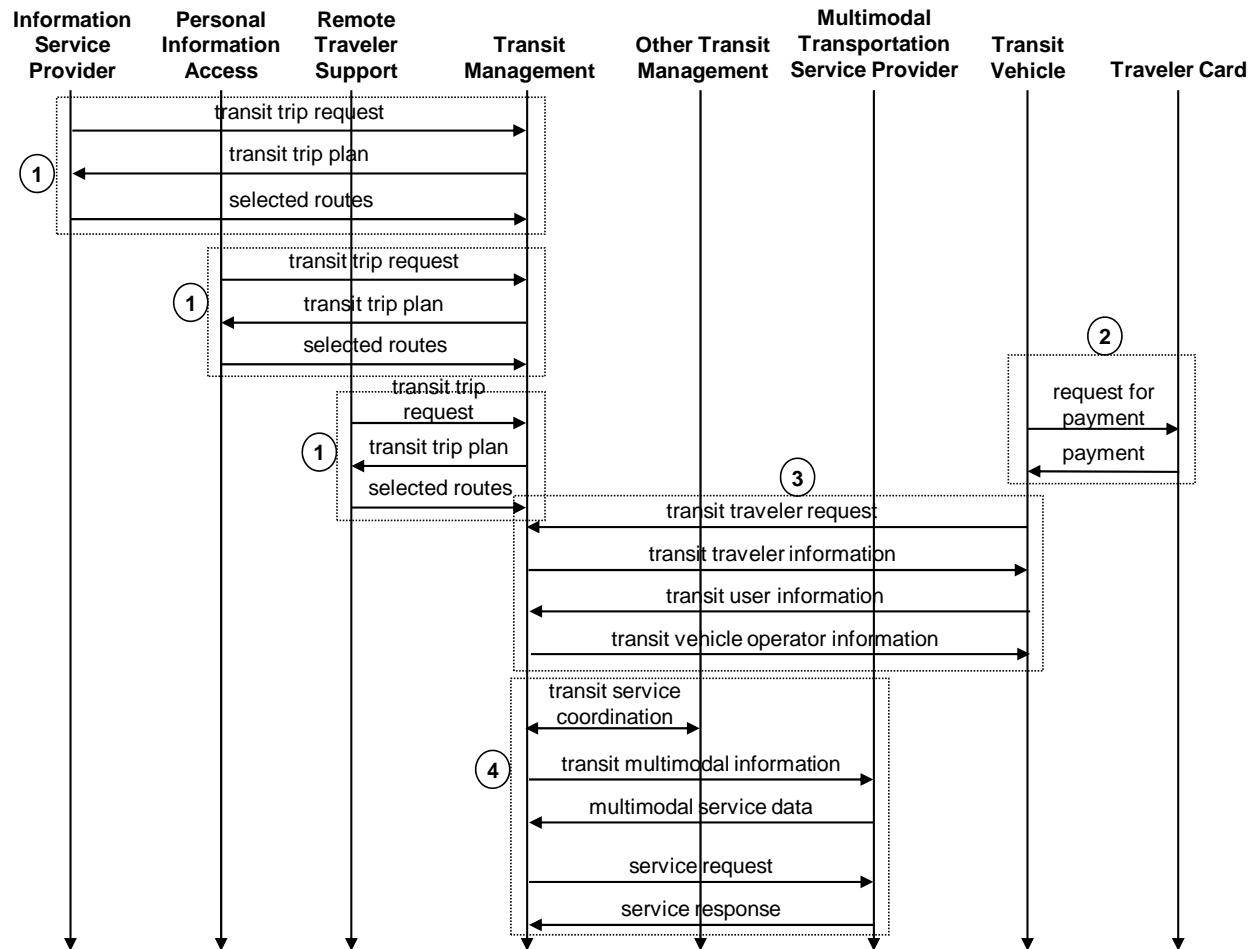 Information
Service
Provider
Personal
Information
Access
Remote
Traveler
Support
Transit
Management
Other Transit
Management
Multimodal
Transportation
Service Provider
Transit
Vehicle
Traveler Card
transit trip request
transit trip plan
1
selected routes
transit trip request
1
transit trip plan
selected routes
2
transit trip
request
request for
payment
1
transit trip plan
payment
selected routes
3
transit traveler request
transit traveler information
transit user information
transit vehicle operator information
transit service
coordination
4
transit multimodal information
multimodal service data
service request
service response